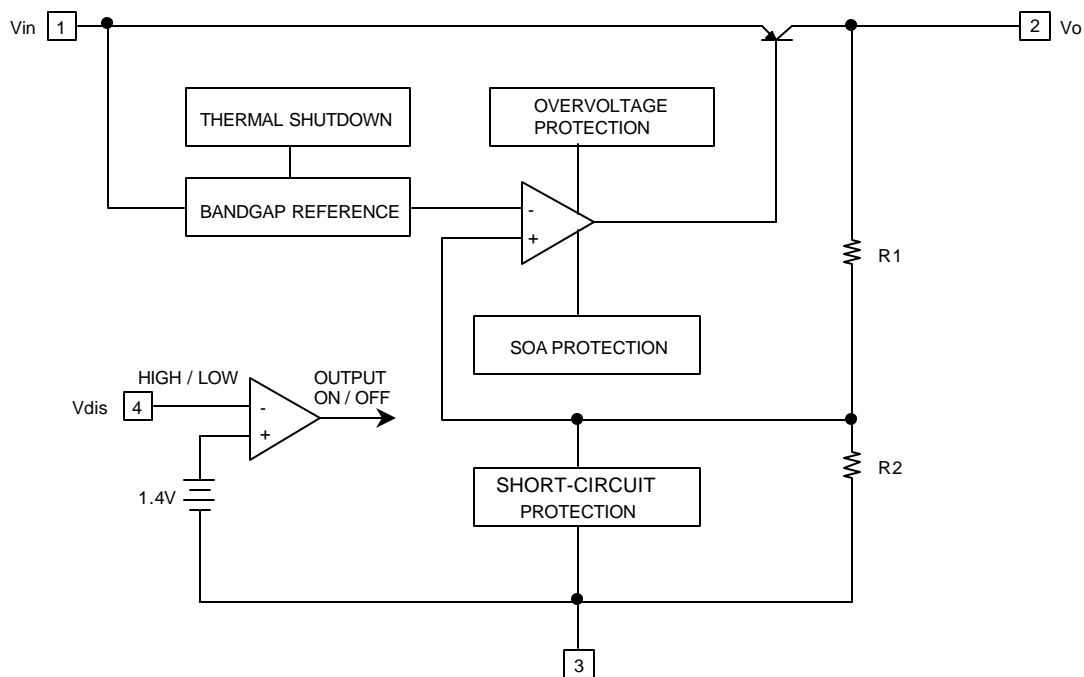 Vin 1
2 Vo
THERMAL SHUTDOWN
OVERVOLTAGE
PROTECTION
BANDGAP REFERENCE
-
+
R1
SOA PROTECTION
HIGH / LOW
OUTPUT
ON / OFF
Vdis 4
-
+
1.4V
SHORT-CIRCUIT
PROTECTION
R2
3